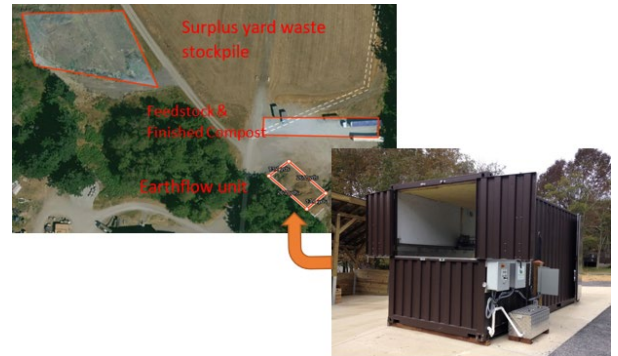 Surplus yard waste
stockpile
Feedstock &
Finished Compost
Earthflow unit